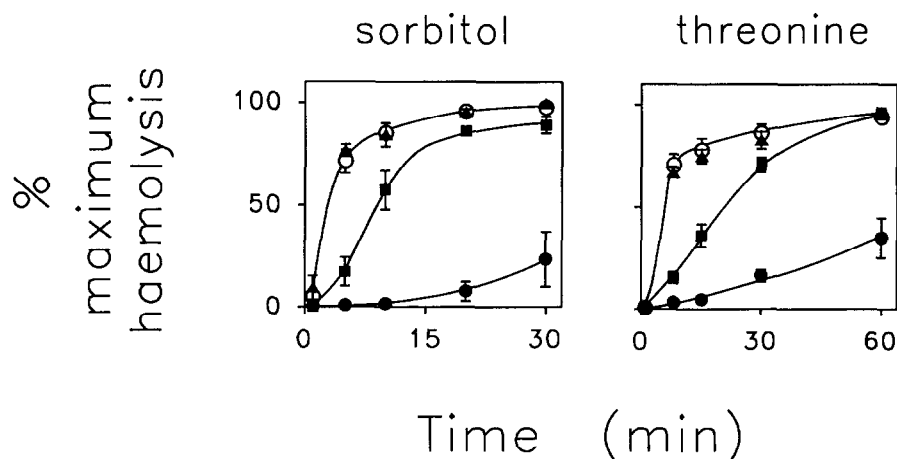 sorbitol threonine
% maximum haemolysis
100
50
0
0 15 30
0 30 60
Time (min)